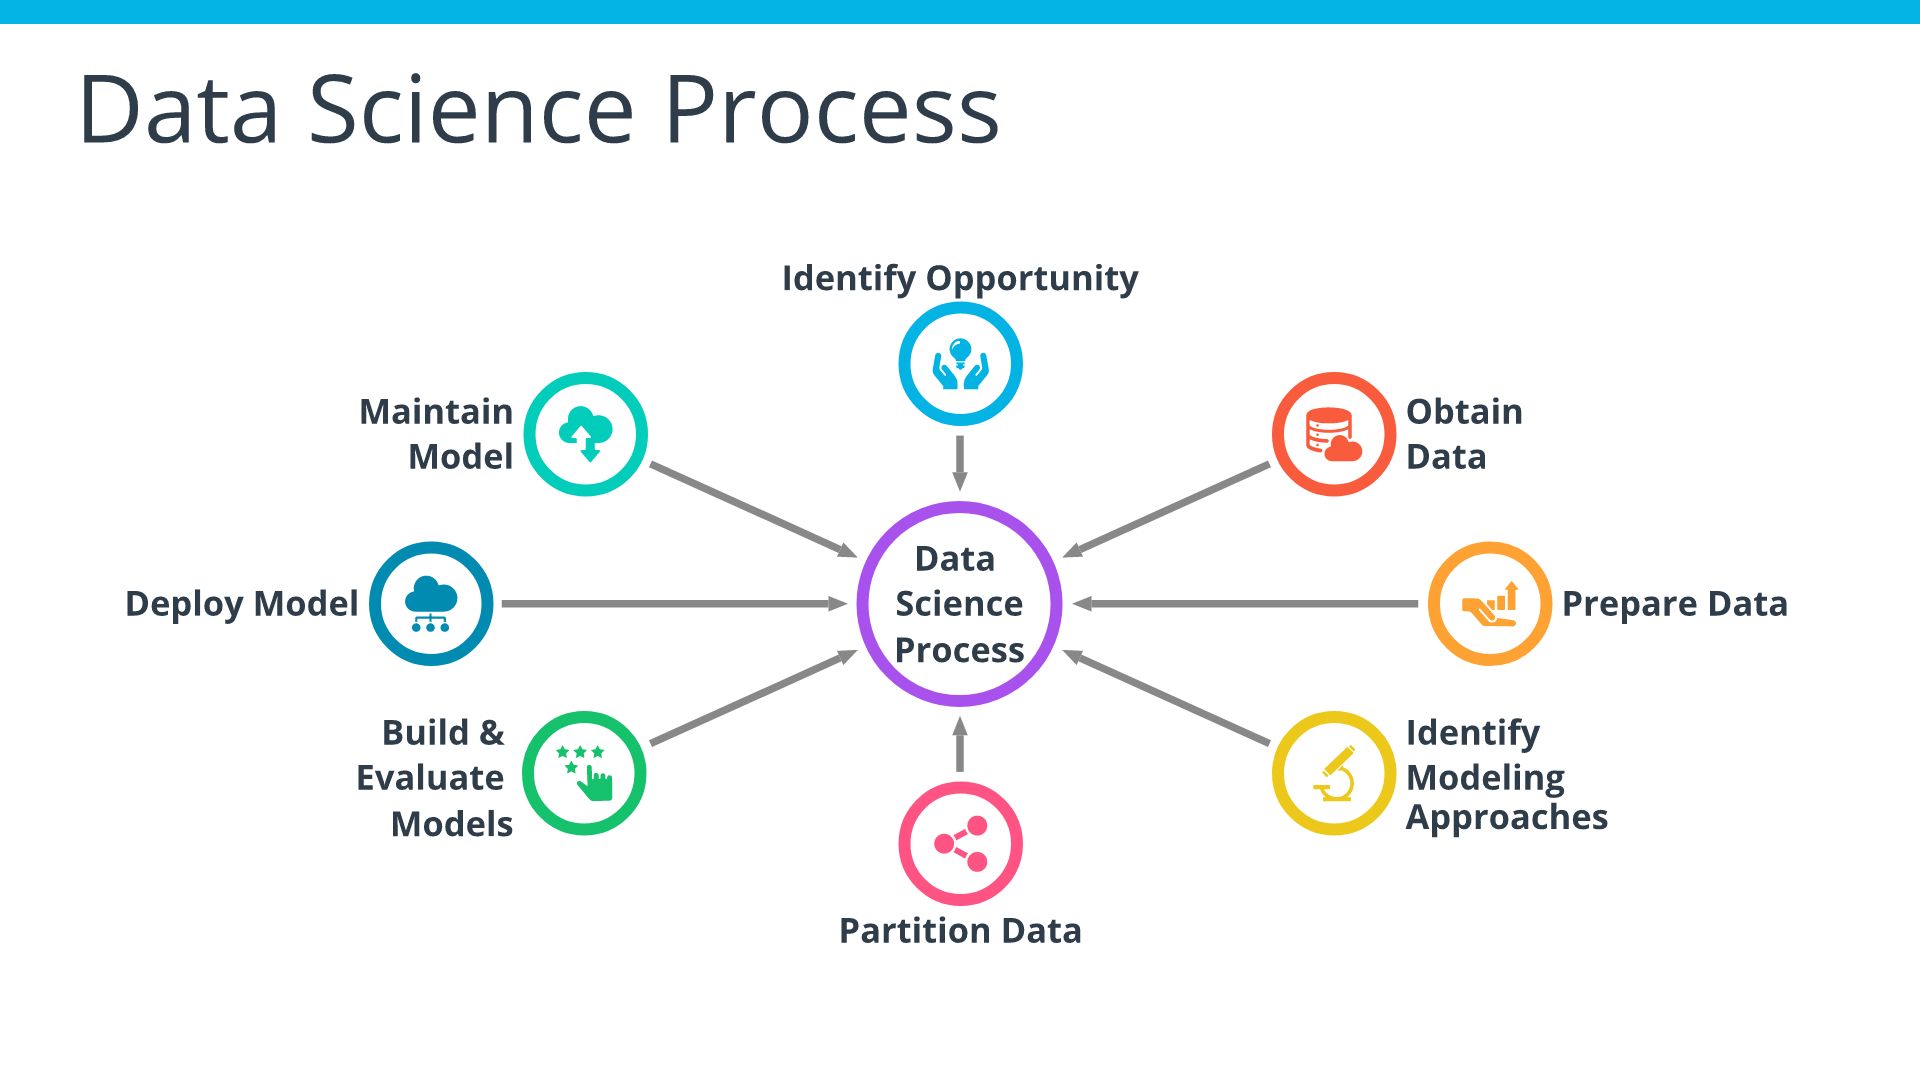 Data Science Process
Identify Opportunity
Maintain
Model
Obtain
Data
Deploy Model
Data
Science
Process
Prepare Data
Build &
Evaluate
Models
Identify
Modeling
Approaches
Partition Data